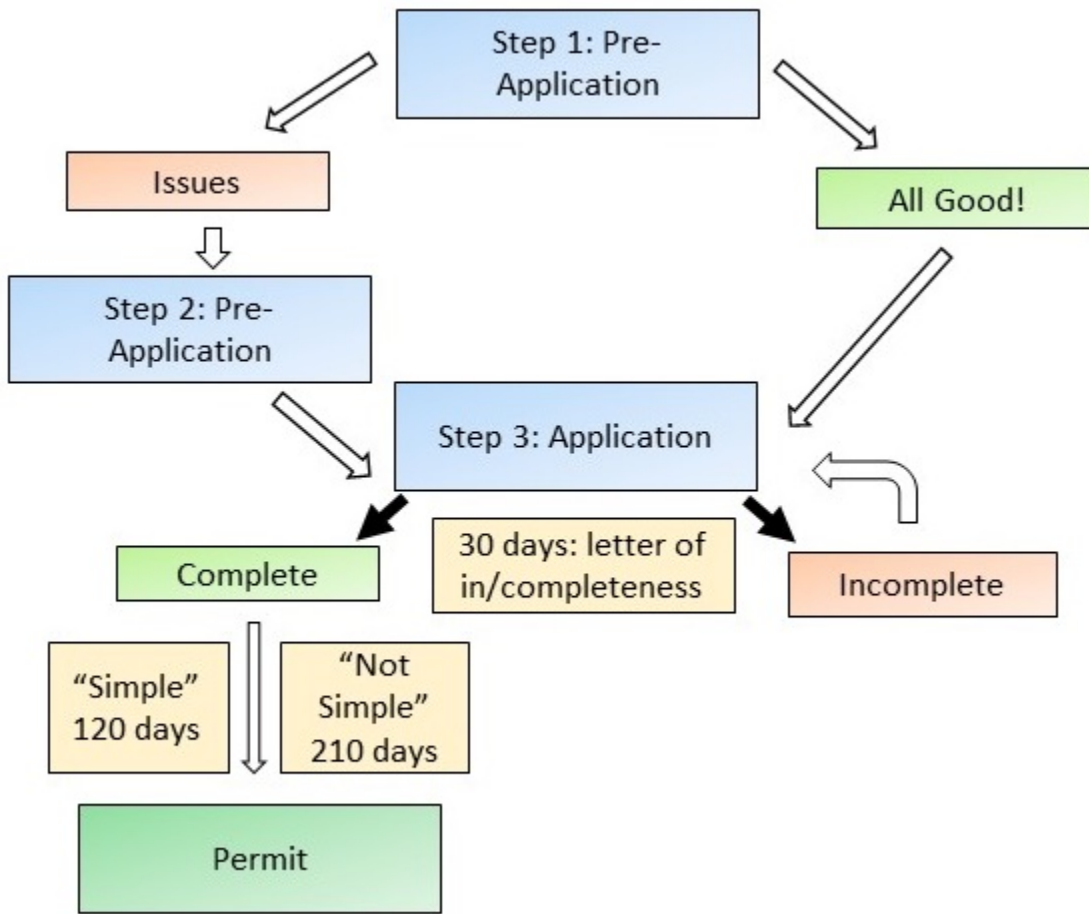 Step 1: Pre-
Application
Issues
All Good!
Step 2: Pre-
Application
Step 3: Application
Complete
30 days: letter of
in/completeness
Incomplete
“Simple”
120 days
“Not
Simple”
210 days
Permit